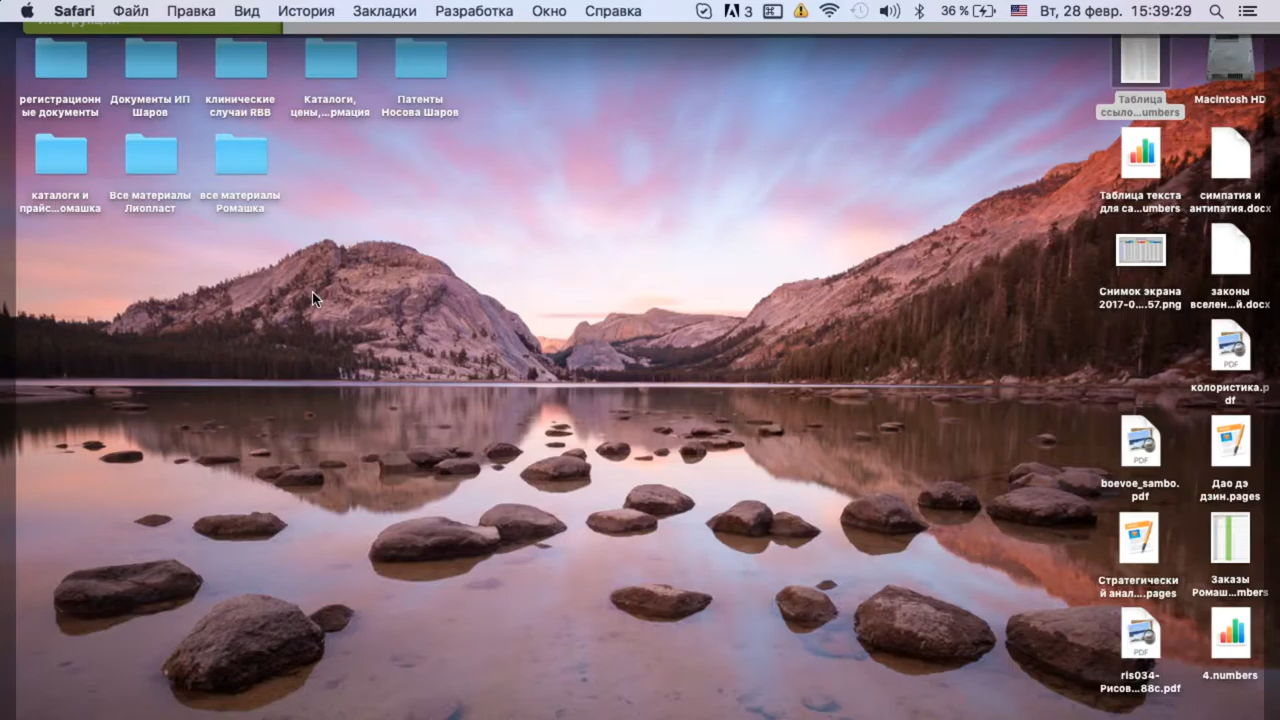 Safari Файл Правка Вид История Закладки Разработка Окно Справка 3 36 % Вт, 28 февр. 15:39:29
Инструкции
регистрационн
ые документы
Документы ИП
Шаров
клинические
случаи RBB
Каталоги,
цены,...рмация
Патенты
Носова Шаров
Таблица
ссыло...umbers
Macintosh HD
каталоги и
прайс...омашка
Все материалы
Лиопласт
все материалы
Ромашка
Таблица текста
для са...umbers
симпатия и
антипатия.docx
Снимок экрана
2017-0....57.png
законы
вселен...й.docx
PDF
колористика.p
df
PDF
boevoe_sambo.
pdf
Дао дэ
дзин.pages
Стратегически
й анал....pages
Заказы
Ромаш...mbers
PDF
ris034-
Рисов...88c.pdf
4.numbers